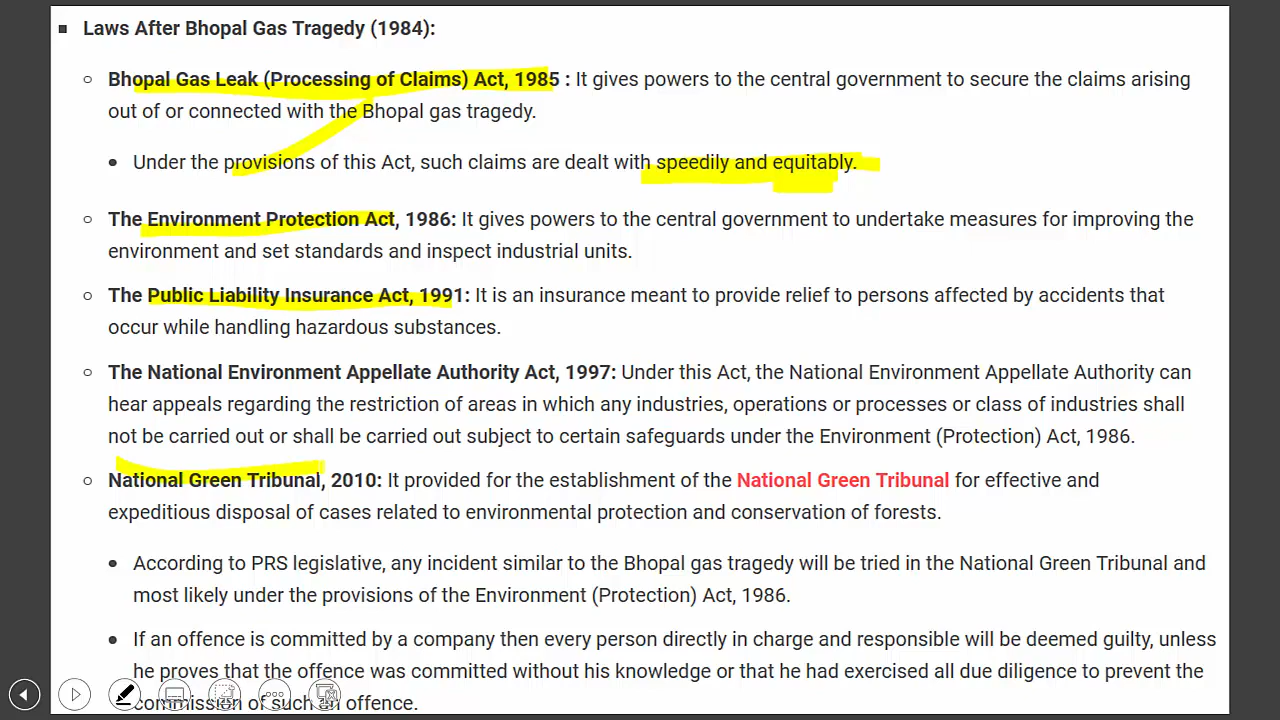 Laws After Bhopal Gas Tragedy (1984):
Bhopal Gas Leak (Processing of Claims) Act, 1985 : It gives powers to the central government to secure the claims arising
out of or connected with the Bhopal gas tragedy.
Under the provisions of this Act, such claims are dealt with speedily and equitably.
The Environment Protection Act, 1986: It gives powers to the central government to undertake measures for improving the
environment and set standards and inspect industrial units.
The Public Liability Insurance Act, 1991: It is an insurance meant to provide relief to persons affected by accidents that
occur while handling hazardous substances.
The National Environment Appellate Authority Act, 1997: Under this Act, the National Environment Appellate Authority can
hear appeals regarding the restriction of areas in which any industries, operations or processes or class of industries shall
not be carried out or shall be carried out subject to certain safeguards under the Environment (Protection) Act, 1986.
National Green Tribunal, 2010: It provided for the establishment of the National Green Tribunal for effective and
expeditious disposal of cases related to environmental protection and conservation of forests.
According to PRS legislative, any incident similar to the Bhopal gas tragedy will be tried in the National Green Tribunal and
most likely under the provisions of the Environment (Protection) Act, 1986.
If an offence is committed by a company then every person directly in charge and responsible will be deemed guilty, unless
he proves that the offence was committed without his knowledge or that he had exercised all due diligence to prevent the
commission of such an offence.